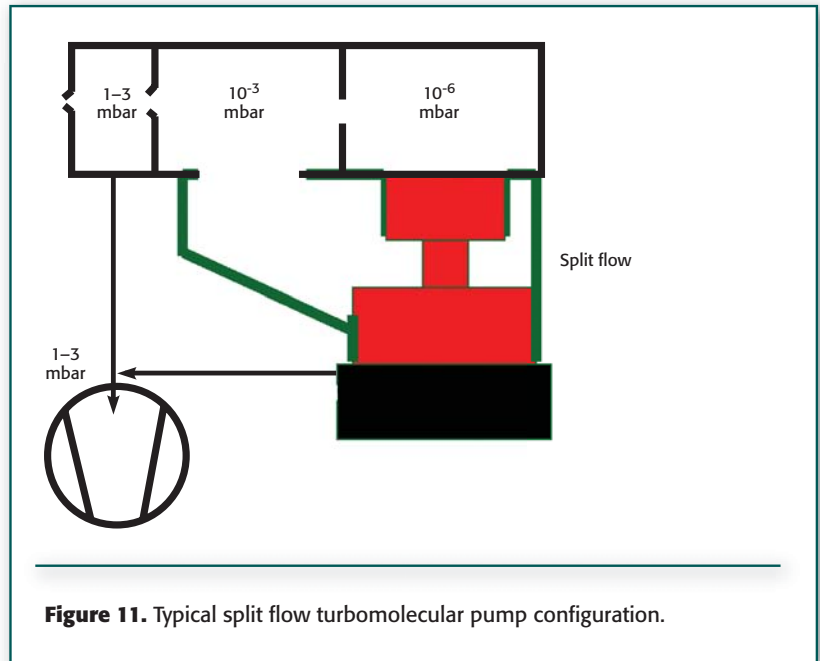 1–3
mbar
10⁻³
mbar
10⁻⁶
mbar
Split flow
1–3
mbar
Figure 11. Typical split flow turbomolecular pump configuration.